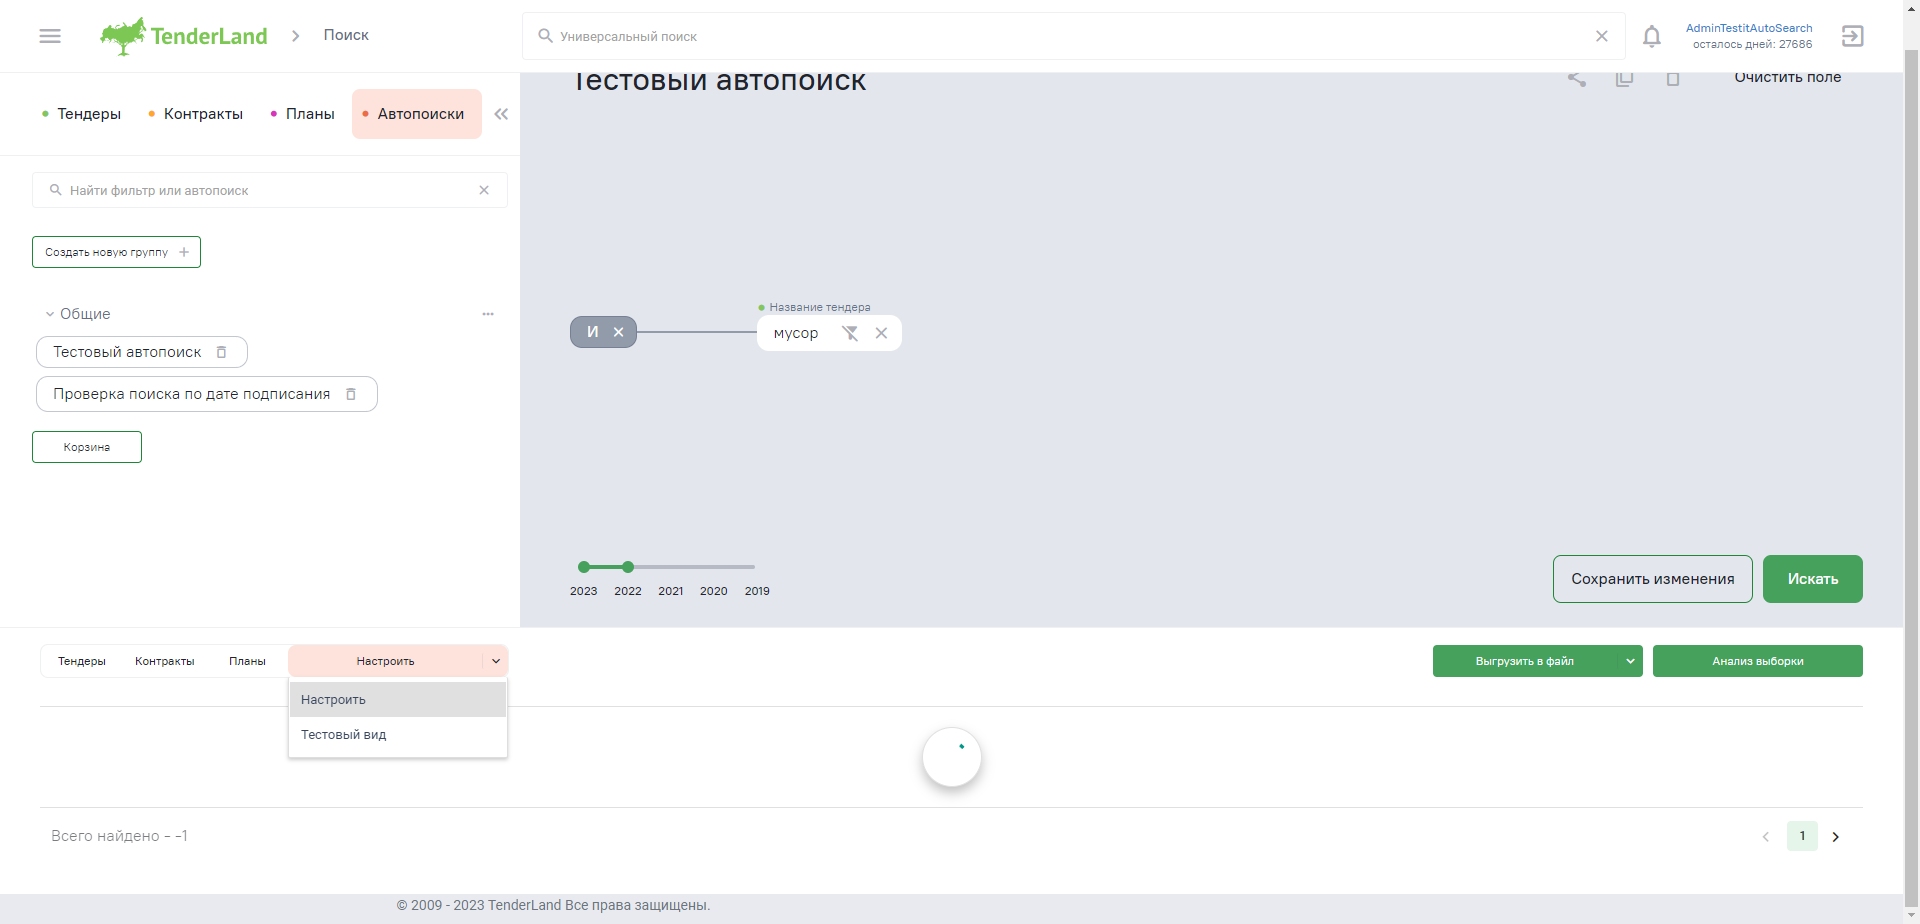 TenderLand
Поиск
Универсальный поиск
AdminTestitAutoSearch
осталось дней: 27686
Тендеры
Контракты
Планы
Автопоиски
Тестовый автопоиск
Очистить поле
Найти фильтр или автопоиск
Создать новую группу
Общие
Тестовый автопоиск
Проверка поиска по дате подписания
Корзина
Название тендера
И
мусор
2023 2022 2021 2020 2019
Сохранить изменения
Искать
Тендеры
Контракты
Планы
Настроить
Выгрузить в файл
Анализ выборки
Настроить
Тестовый вид
Всего найдено - -1
1
© 2009 - 2023 TenderLand Все права защищены.